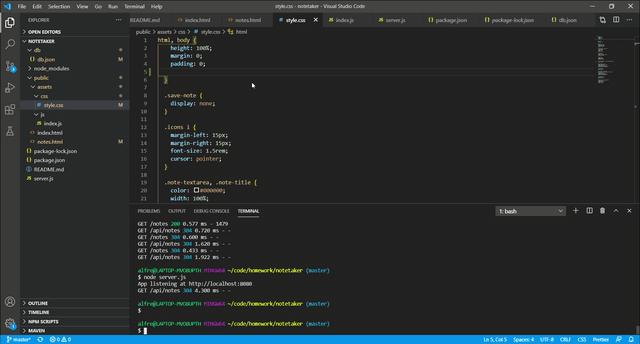 File Edit Selection View Go Run Terminal Help
style.css - notetaker - Visual Studio Code
EXPLORER
README.md index.html notes.html style.css index.js server.js package.json package-lock.json db.json
public > assets > css > style.css > html
OPEN EDITORS
NOTETAKER
db
db.json M
node_modules
public
assets
css
style.css M
js
index.js
index.html
notes.html M
package-lock.json
package.json
README.md
server.js
OUTLINE
TIMELINE
NPM SCRIPTS
MAVEN
1 html, body {
2 height: 100%;
3 margin: 0;
4 padding: 0;
5
6 }
7
8 .save-note {
9 display: none;
10 }
11
12 .icons i {
13 margin-left: 15px;
14 margin-right: 15px;
15 font-size: 1.5rem;
16 cursor: pointer;
17 }
18
19 .note-textarea, .note-title {
20 color: #000000;
21 width: 100%;
PROBLEMS OUTPUT DEBUG CONSOLE TERMINAL 1: bash
GET /notes 200 0.577 ms - 1479
GET /api/notes 304 0.720 ms - -
GET /api/notes 304 0.600 ms - -
GET /api/notes 304 1.620 ms - -
GET /api/notes 304 0.433 ms - -
GET /api/notes 304 1.922 ms - -
alfre@LAPTOP-MVO8UPTH MINGW64 ~/code/homework/notetaker (master)
$ node server.js
App listening at http://localhost:8080
GET /api/notes 304 4.300 ms - -
alfre@LAPTOP-MVO8UPTH MINGW64 ~/code/homework/notetaker (master)
$
alfre@LAPTOP-MVO8UPTH MINGW64 ~/code/homework/notetaker (master)
$
master* 0 0 Ln 5, Col 5 Spaces: 4 UTF-8 CRLF CSS Prettier